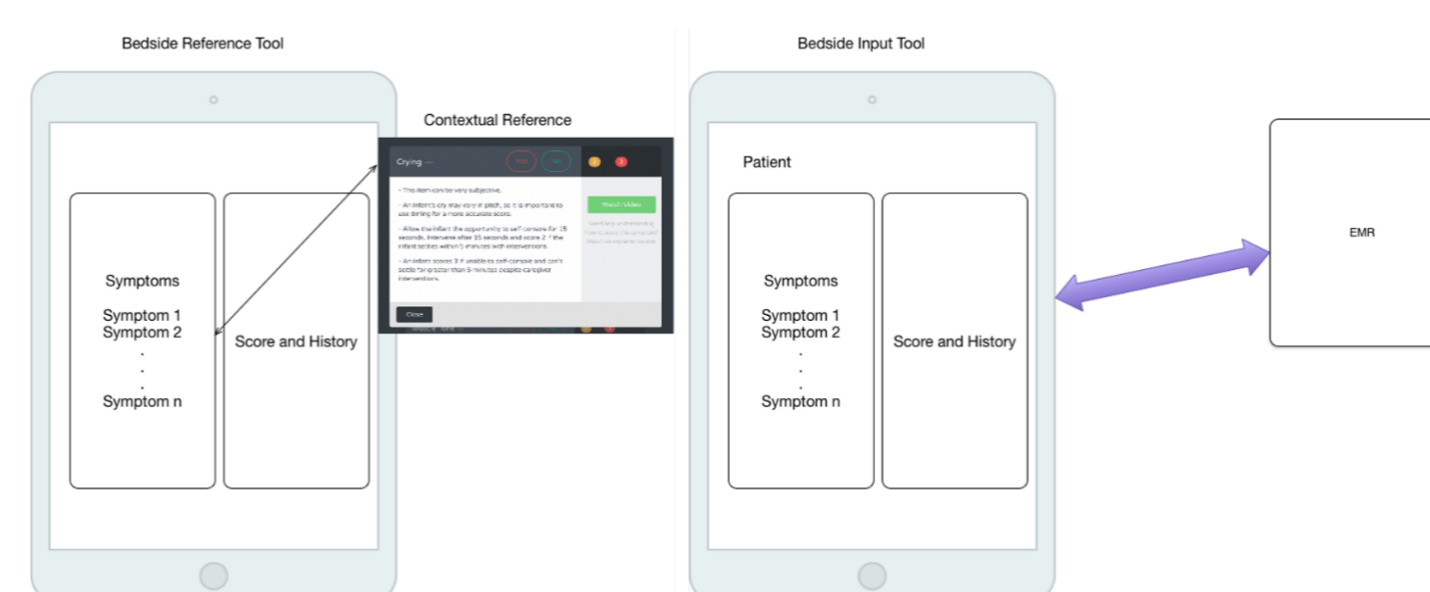 Bedside Reference Tool
Contextual Reference
Crying —
YES
No
2
3
- This item can be very subjective.
- An infant's cry may vary in pitch, so it is important to
use timing for a more accurate score.
- Allow the infant the opportunity to self-console for 15
seconds. Intervene after 15 seconds and score 2 if the
infant settles within 5 minutes with interventions.
- An infant scores 3 if unable to self-console and can't
settle for greater than 5 minutes despite caregiver
interventions.
Watch Video
Close
Symptoms
Symptom 1
Symptom 2
.
.
.
Symptom n
Score and History
Bedside Input Tool
Patient
Symptoms
Symptom 1
Symptom 2
.
.
.
Symptom n
Score and History
EMR